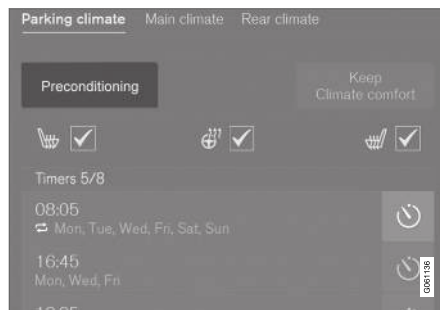 Parking climate Main climate Rear climate
Preconditioning
Keep
Climate comfort
Timers 5/8
08:05
Mon, Tue, Wed, Fri, Sat, Sun
16:45
Mon, Wed, Fri
G061136